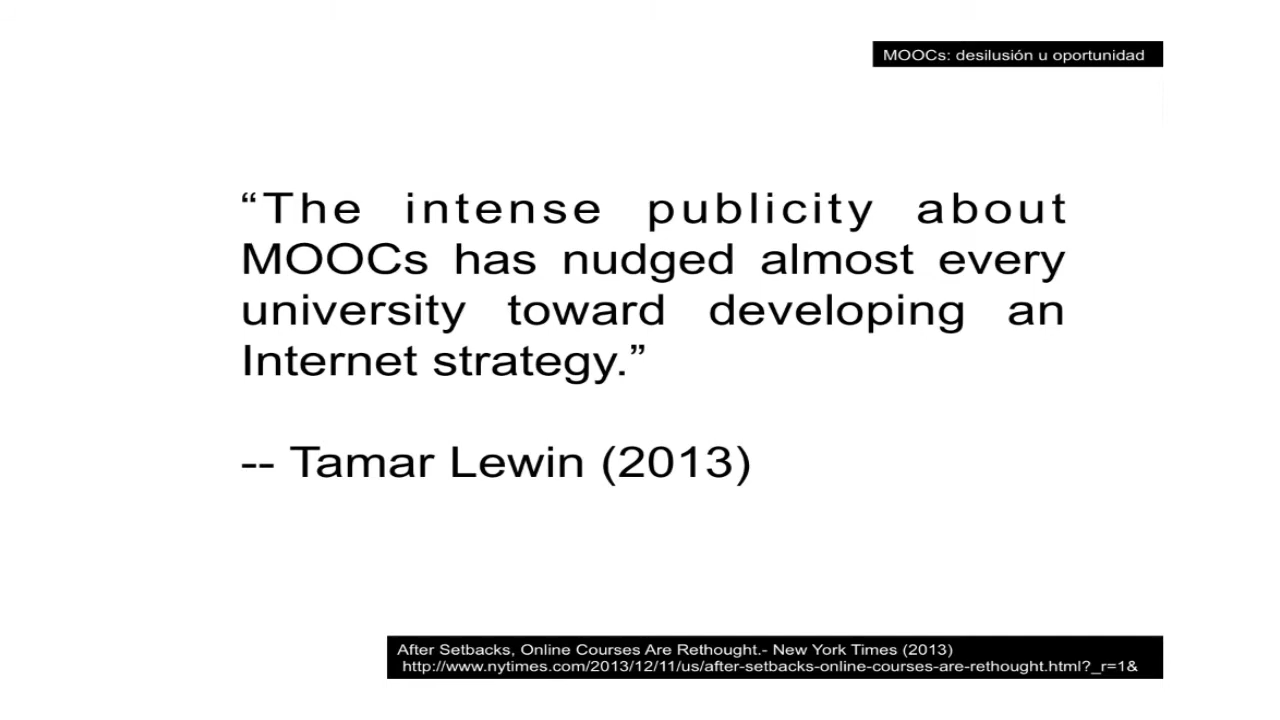 MOOCs: desilusión u oportunidad
“The intense publicity about
MOOCs has nudged almost every
university toward developing an
Internet strategy.”
-- Tamar Lewin (2013)
After Setbacks, Online Courses Are Rethought.- New York Times (2013)
http://www.nytimes.com/2013/12/11/us/after-setbacks-online-courses-are-rethought.html?_r=1&